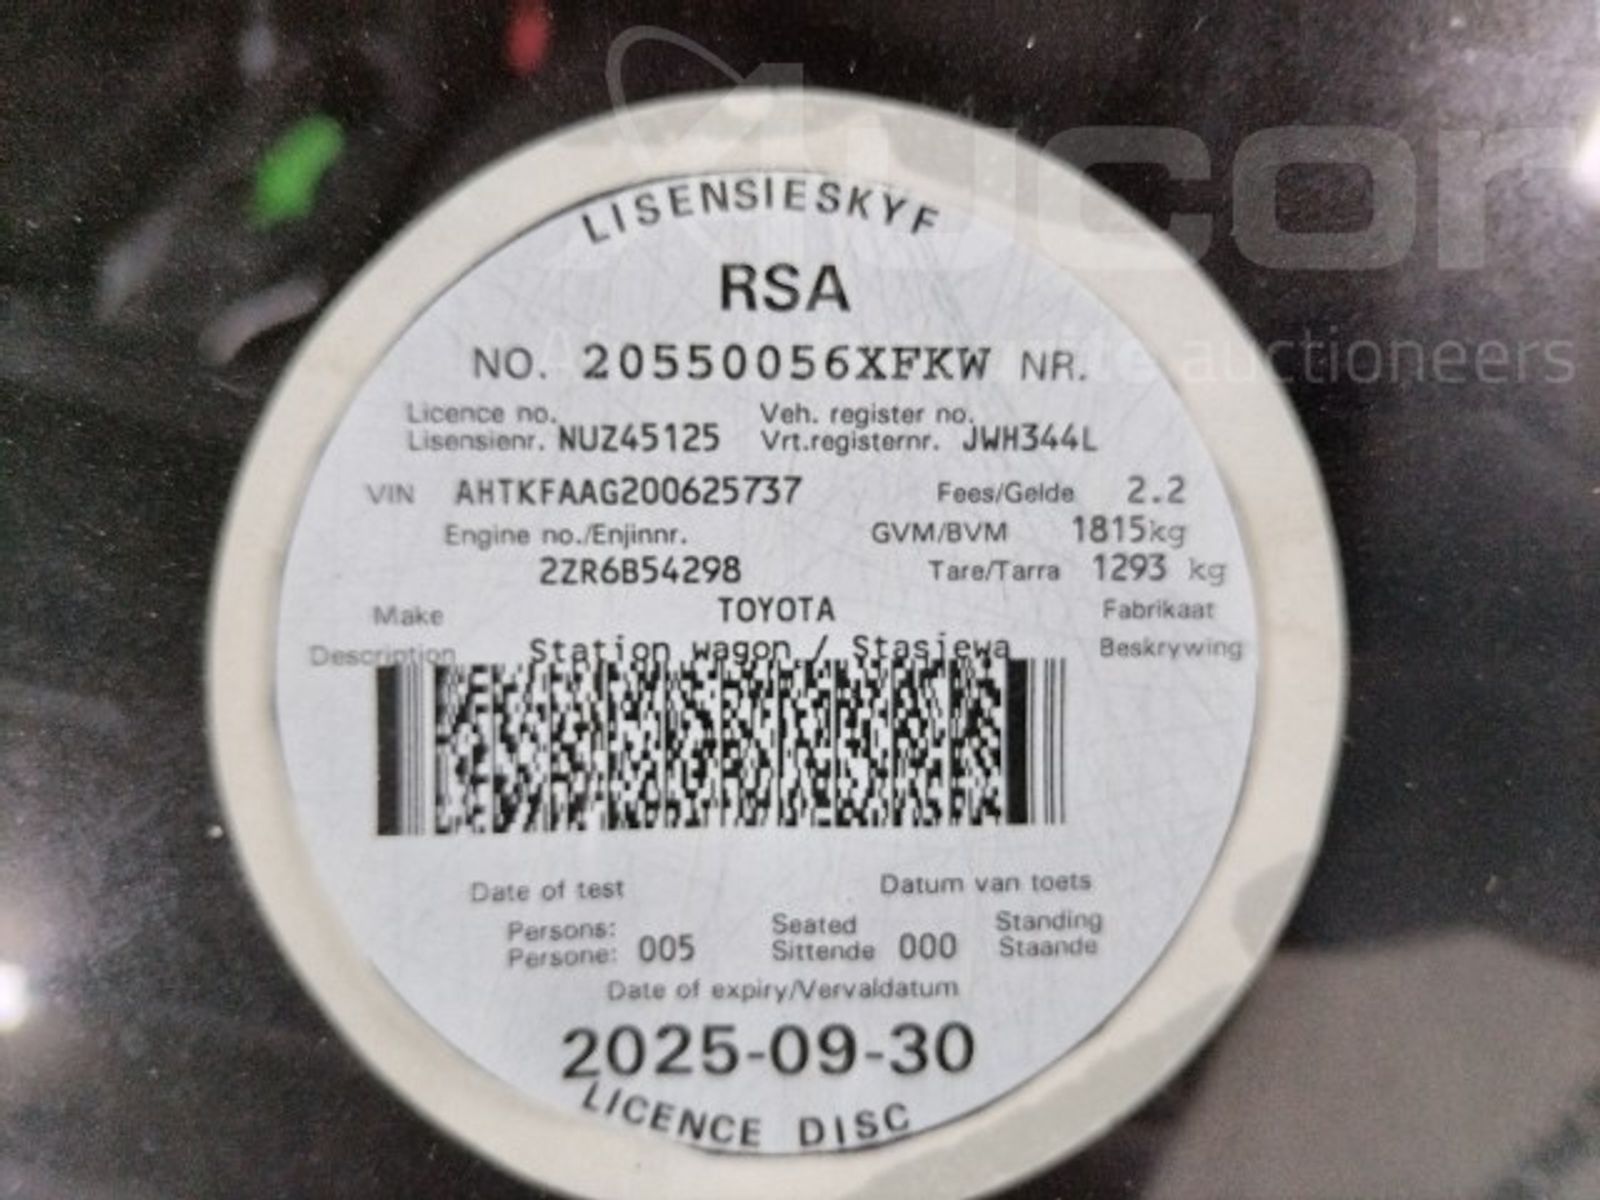 Aucor
LISENSIESKYF
RSA
NO. 20550056XFKW NR.
Licence no. Veh. register no.
Lisensienr. NUZ45125 Vrt.registernr. JWH344L
VIN AHTKFAAG200625737 Fees/Gelde 2.2
Engine no./Enjinnr. GVM/BVM 1815kg
2ZR6B54298 Tare/Tarra 1293 kg
Make TOYOTA Fabrikaat
Description Station wagon / Stasiewa Beskrywing
Date of test Datum van toets
Persons: Seated Standing
Persone: 005 Sittende 000 Staande
Date of expiry/Vervaldatum
2025-09-30
LICENCE DISC
auctioneers